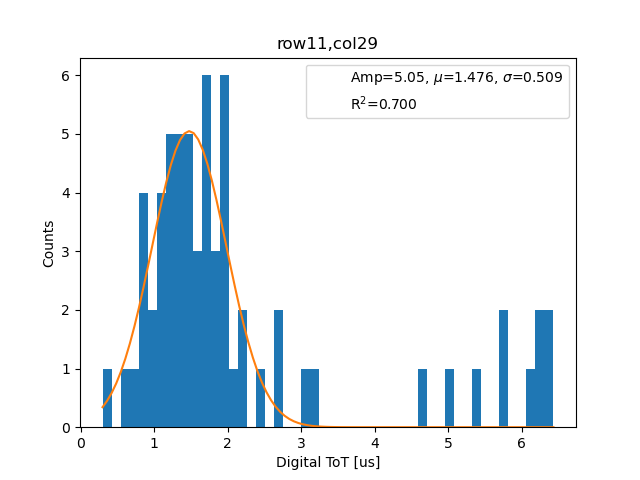 row11,col29
Amp=5.05, μ=1.476, σ=0.509
R²=0.700
6
5
4
3
2
1
0
Counts
0 1 2 3 4 5 6
Digital ToT [us]